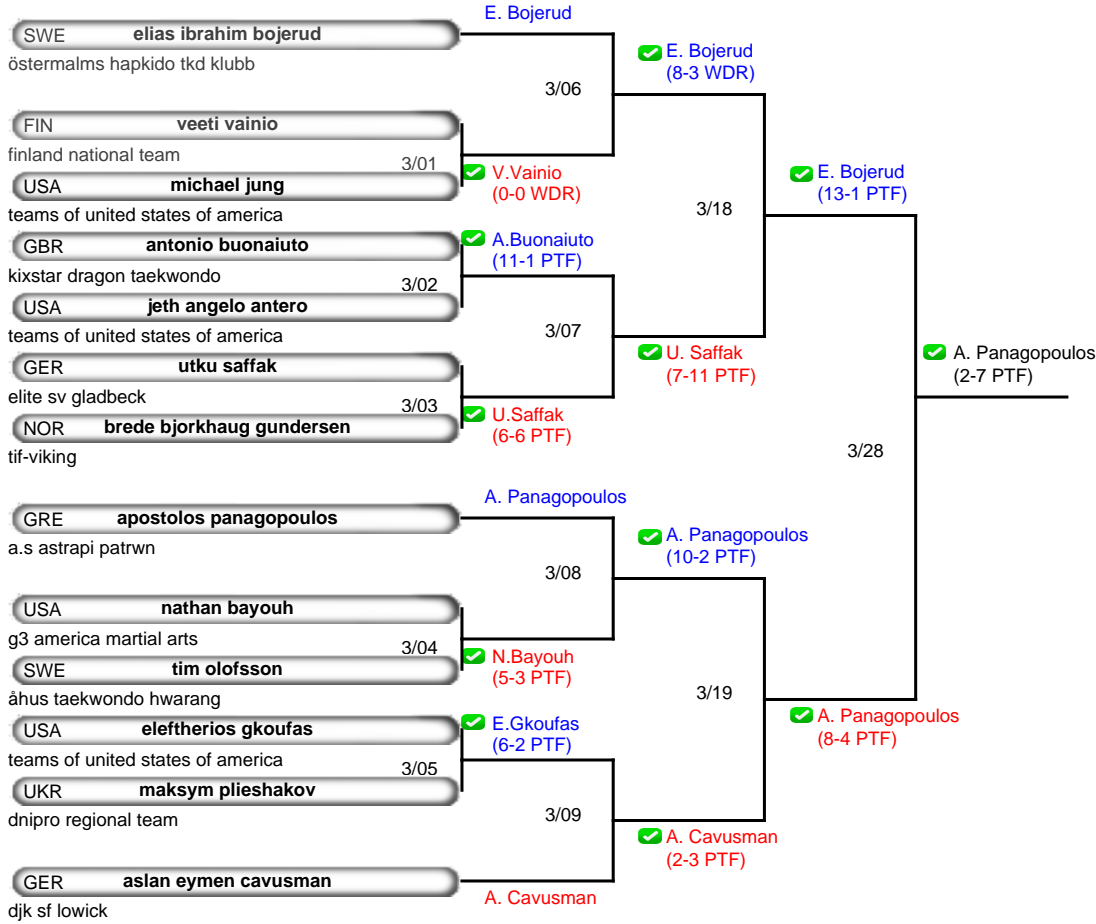 E. Bojerud
SWE elias ibrahim bojerud
östermalms hapkido tkd klubb
E. Bojerud
(8-3 WDR)
3/06
FIN veeti vainio
finland national team
3/01
V.Vainio
(0-0 WDR)
USA michael jung
teams of united states of america
E. Bojerud
(13-1 PTF)
3/18
GBR antonio buonaiuto
kixstar dragon taekwondo
A.Buonaiuto
(11-1 PTF)
3/02
USA jeth angelo antero
teams of united states of america
3/07
U. Saffak
(7-11 PTF)
GER utku saffak
elite sv gladbeck
3/03
U.Saffak
(6-6 PTF)
NOR brede bjorkhaug gundersen
tif-viking
A. Panagopoulos
(2-7 PTF)
3/28
A. Panagopoulos
GRE apostolos panagopoulos
a.s astrapi patrwn
A. Panagopoulos
(10-2 PTF)
3/08
USA nathan bayouh
g3 america martial arts
3/04
N.Bayouh
(5-3 PTF)
SWE tim olofsson
åhus taekwondo hwarang
3/19
A. Panagopoulos
(8-4 PTF)
USA eleftherios gkoufas
teams of united states of america
E.Gkoufas
(6-2 PTF)
3/05
UKR maksym plieshakov
dnipro regional team
3/09
A. Cavusman
(2-3 PTF)
GER aslan eymen cavusman
djk sf lowick
A. Cavusman